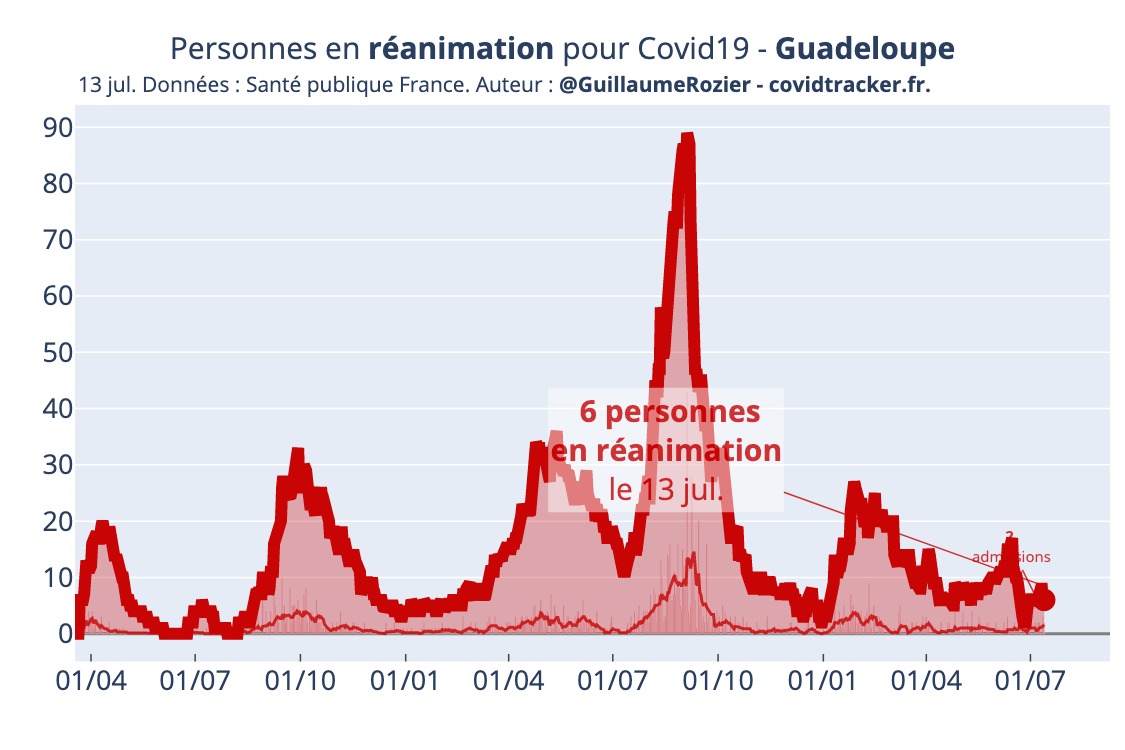 Personnes en réanimation pour Covid19 - Guadeloupe
13 jul. Données : Santé publique France. Auteur : @GuillaumeRozier - covidtracker.fr.
90
80
70
60
50
40
30
20
10
0
6 personnes
en réanimation
le 13 jul.
2
admissions
01/04 01/07 01/10 01/01 01/04 01/07 01/10 01/01 01/04 01/07